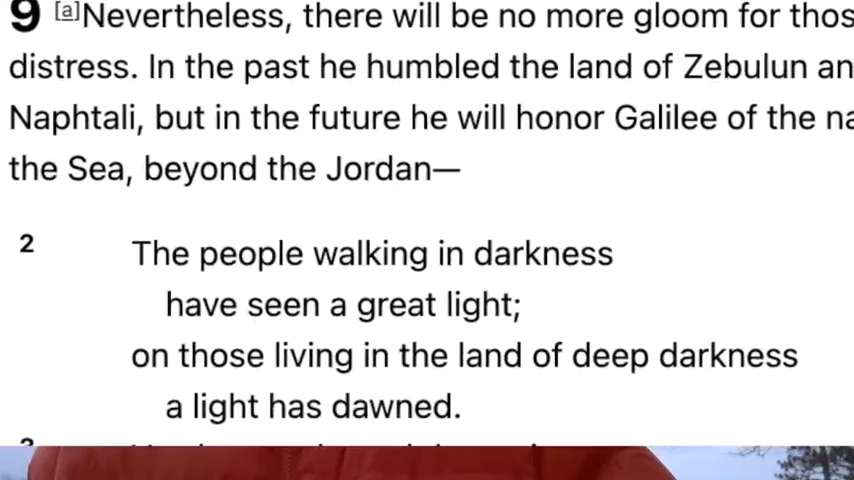 9 [a]Nevertheless, there will be no more gloom for
distress. In the past he humbled the land of Zebulun
Naphtali, but in the future he will honor Galilee of the
the Sea, beyond the Jordan—
2 The people walking in darkness
have seen a great light;
on those living in the land of deep darkness
a light has dawned.